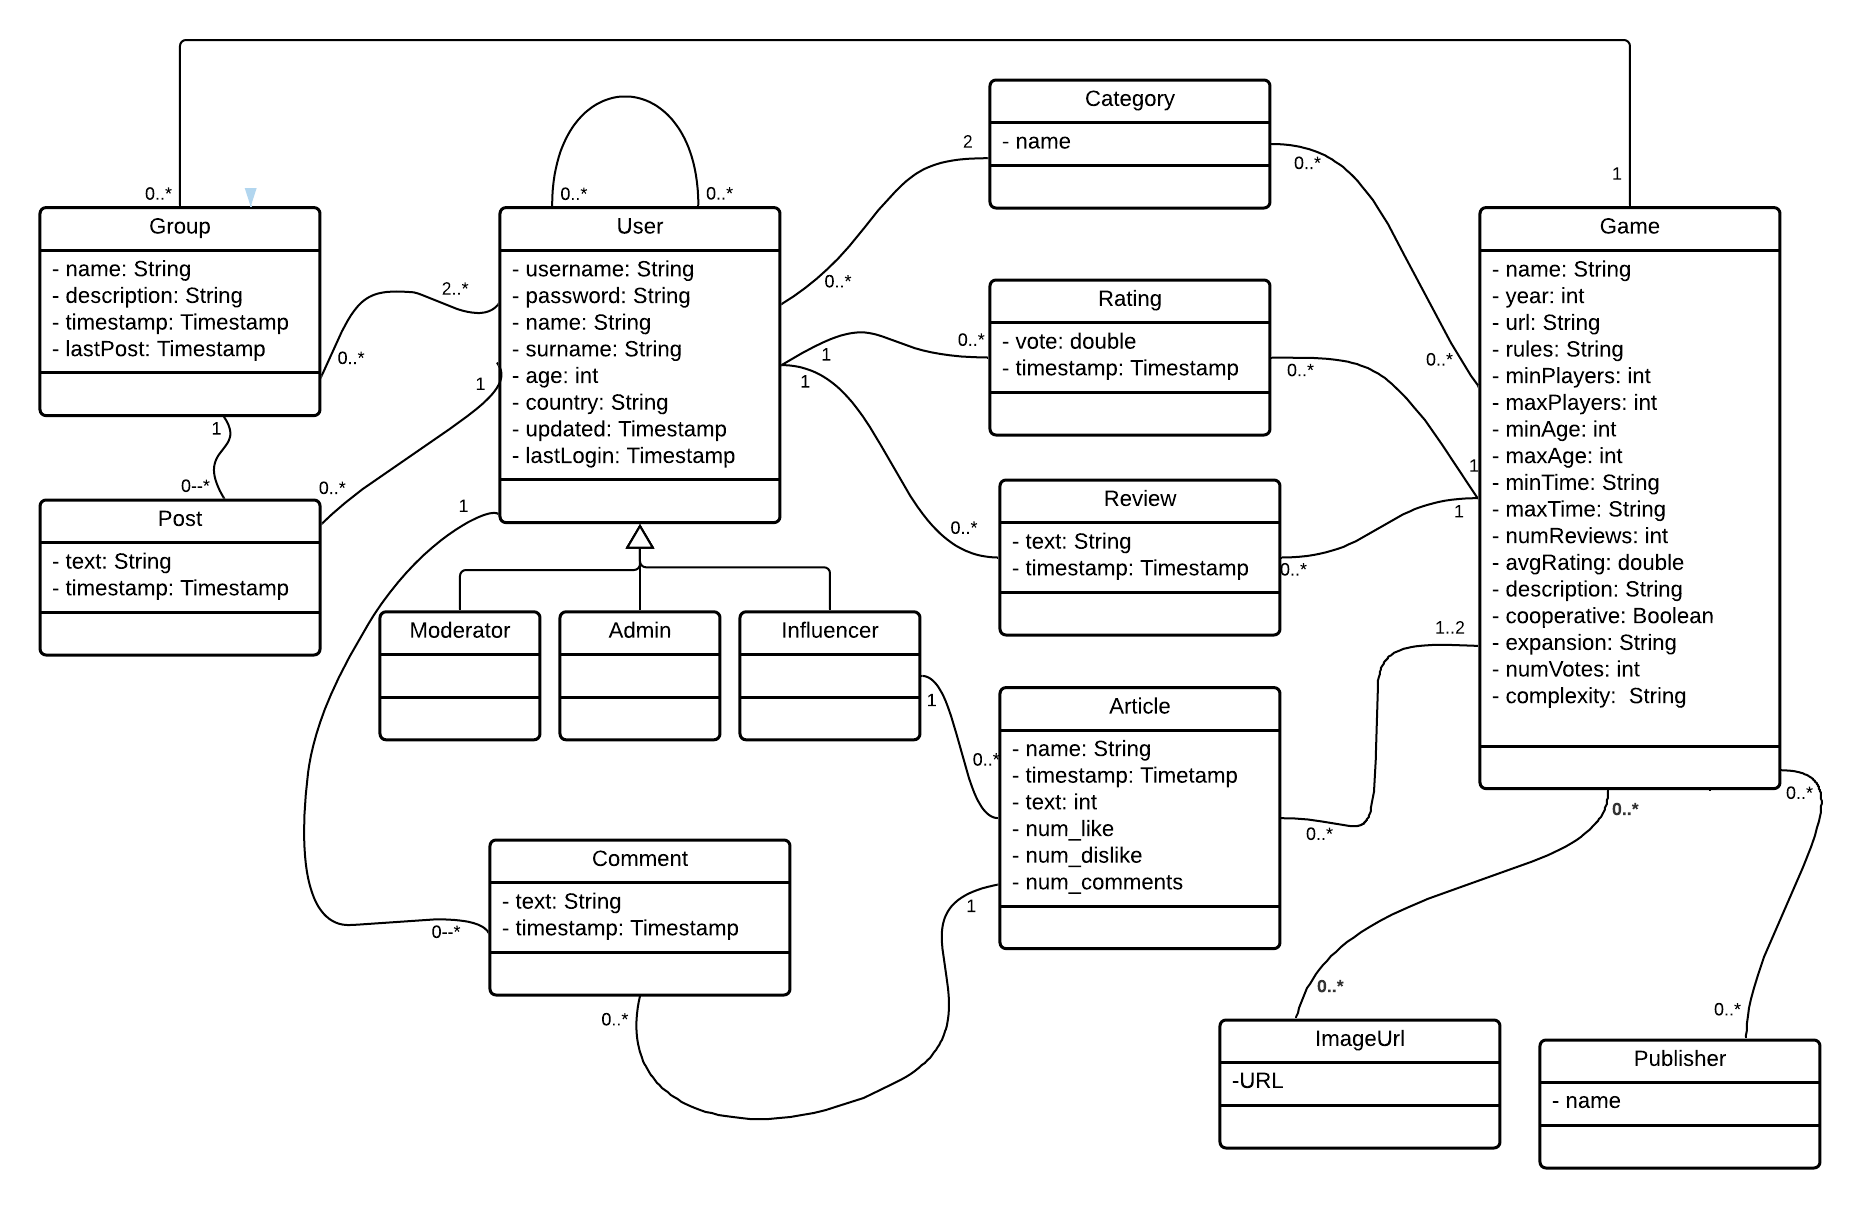 Group
- name: String
- description: String
- timestamp: Timestamp
- lastPost: Timestamp
0..*
2..*
0..*
1
0--*
Post
- text: String
- timestamp: Timestamp
0..*
1
User
- username: String
- password: String
- name: String
- surname: String
- age: int
- country: String
- updated: Timestamp
- lastLogin: Timestamp
0..*
0..*
1
Moderator
Admin
Influencer
1
0..*
Category
- name
2
0..*
0..*
0..*
Rating
- vote: double
- timestamp: Timestamp
1
0..*
0..*
1
Review
- text: String
- timestamp: Timestamp
1
0..*
0..*
1
Article
- name: String
- timestamp: Timetamp
- text: int
- num_like
- num_dislike
- num_comments
1..2
0..*
1
Comment
- text: String
- timestamp: Timestamp
0--*
0..*
1
Game
- name: String
- year: int
- url: String
- rules: String
- minPlayers: int
- maxPlayers: int
- minAge: int
- maxAge: int
- minTime: String
- maxTime: String
- numReviews: int
- avgRating: double
- description: String
- cooperative: Boolean
- expansion: String
- numVotes: int
- complexity:  String
0..*
0..*
0..*
0..*
ImageUrl
-URL
Publisher
- name